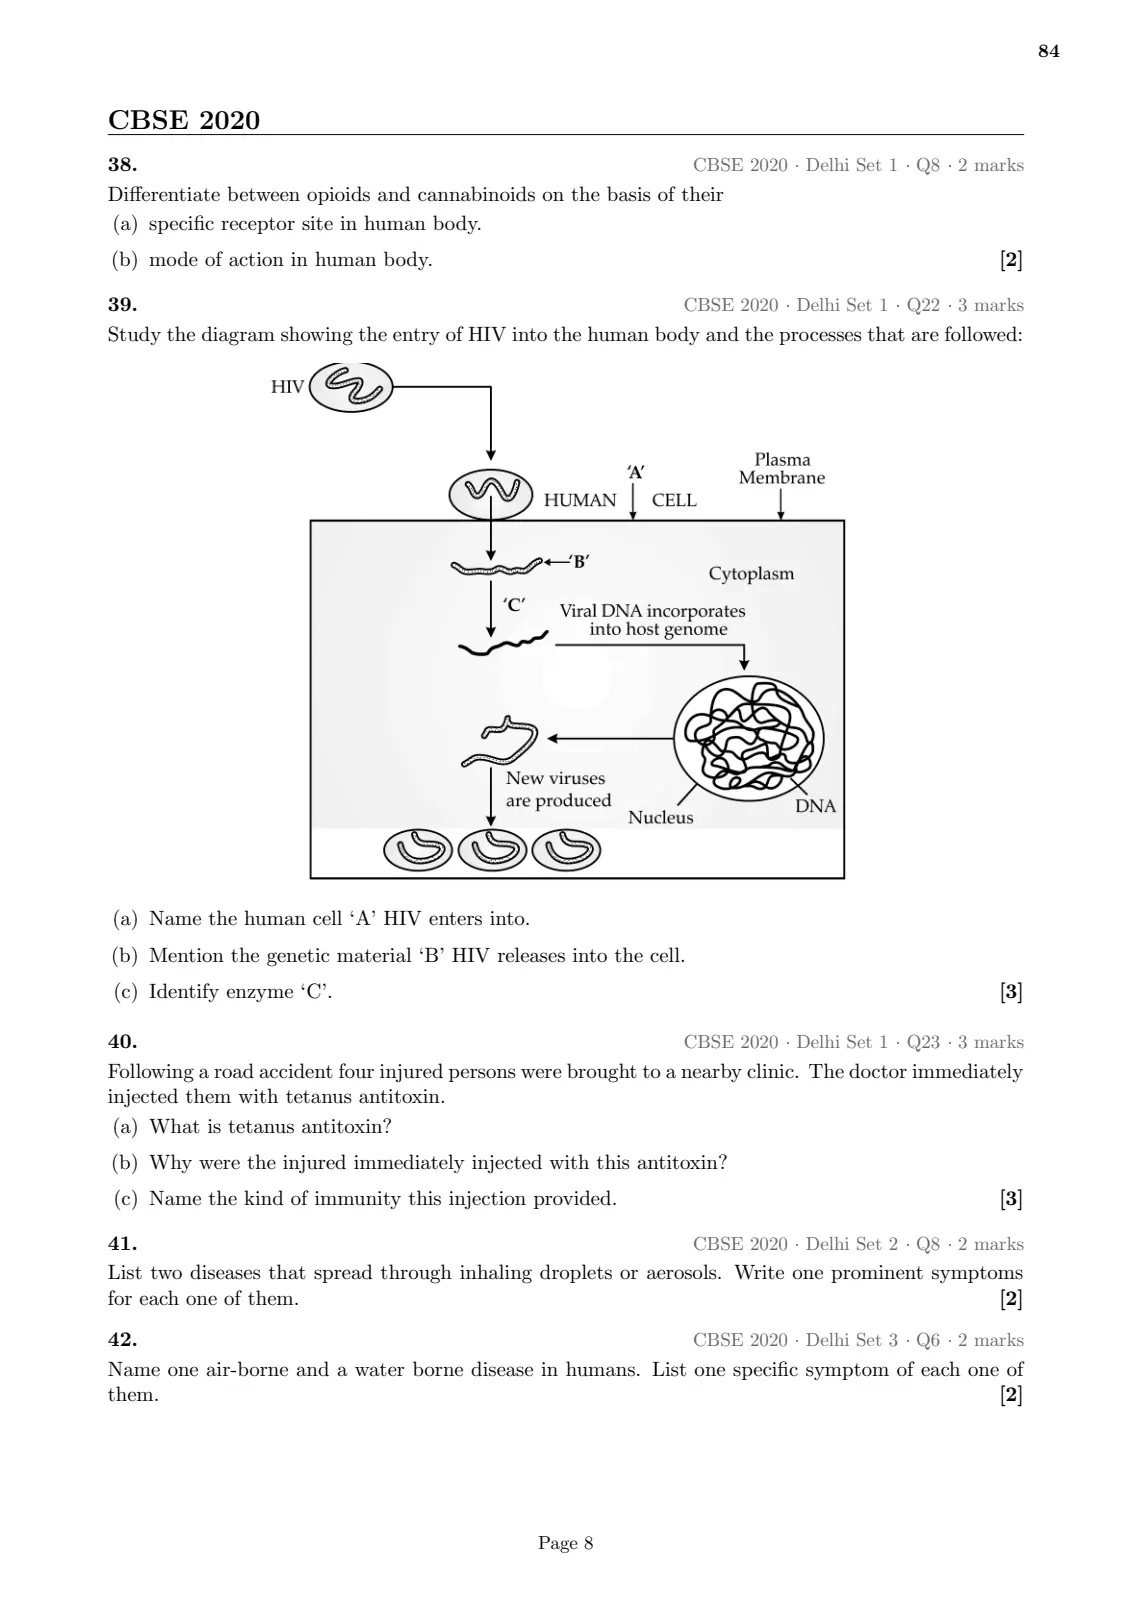 84
CBSE 2020
38. CBSE 2020 · Delhi Set 1 · Q8 · 2 marks
Differentiate between opioids and cannabinoids on the basis of their
(a) specific receptor site in human body.
(b) mode of action in human body. [2]
39. CBSE 2020 · Delhi Set 1 · Q22 · 3 marks
Study the diagram showing the entry of HIV into the human body and the processes that are followed:
HIV
‘A’
Plasma
Membrane
HUMAN CELL
‘B’
Cytoplasm
‘C’
Viral DNA incorporates
into host genome
New viruses
are produced
DNA
Nucleus
(a) Name the human cell ‘A’ HIV enters into.
(b) Mention the genetic material ‘B’ HIV releases into the cell.
(c) Identify enzyme ‘C’. [3]
40. CBSE 2020 · Delhi Set 1 · Q23 · 3 marks
Following a road accident four injured persons were brought to a nearby clinic. The doctor immediately
injected them with tetanus antitoxin.
(a) What is tetanus antitoxin?
(b) Why were the injured immediately injected with this antitoxin?
(c) Name the kind of immunity this injection provided. [3]
41. CBSE 2020 · Delhi Set 2 · Q8 · 2 marks
List two diseases that spread through inhaling droplets or aerosols. Write one prominent symptoms
for each one of them. [2]
42. CBSE 2020 · Delhi Set 3 · Q6 · 2 marks
Name one air-borne and a water borne disease in humans. List one specific symptom of each one of
them. [2]
Page 8